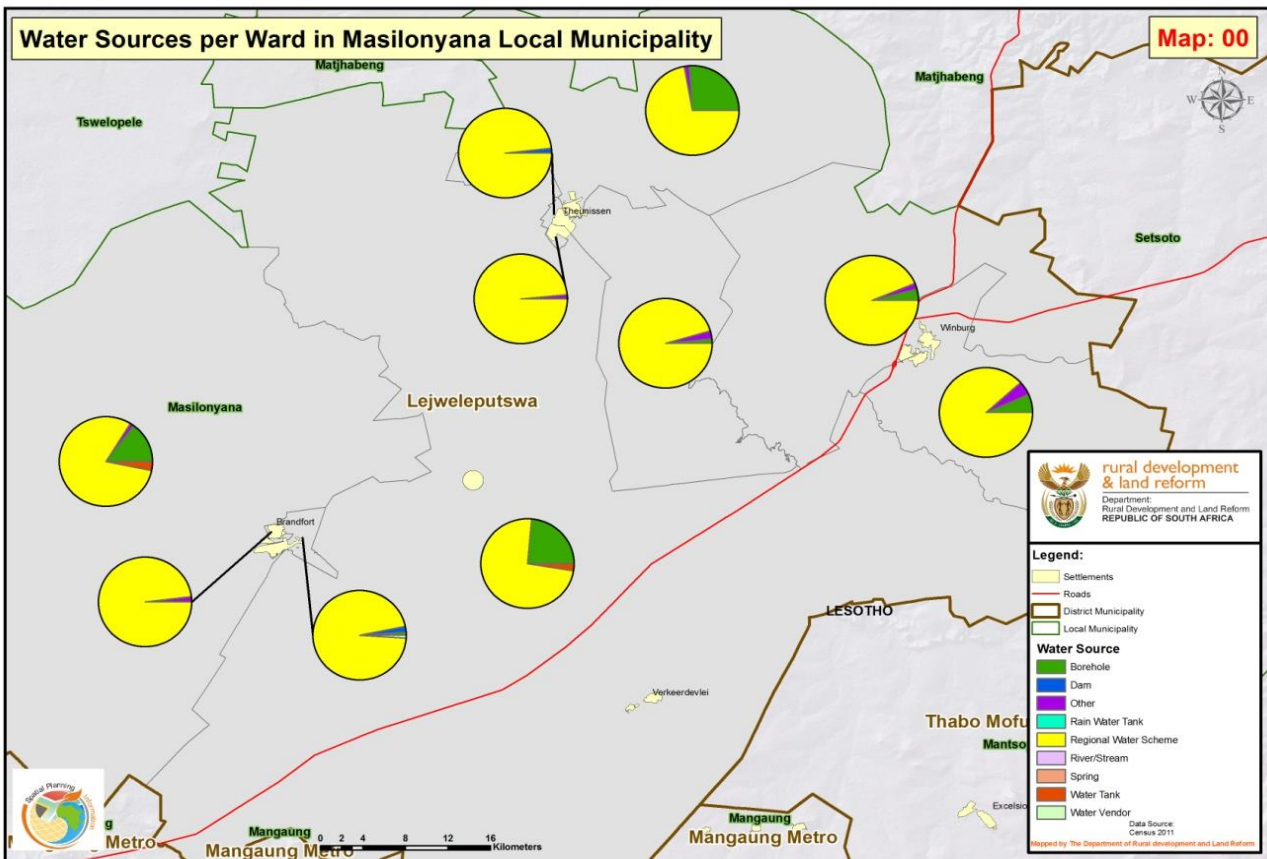 Water Sources per Ward in Masilonyana Local Municipality
Map: 00
Matjhabeng
Matjhabeng
Tswelopele
N
W E
S
Theunissen
Setsoto
Winburg
Masilonyana
Lejweleputswa
Brandfort
LESOTHO
Verkeerdevlei
Thabo Mofu
Mantso
Excelsio
Mangaung
Mangaung Metro
Mangaung
Mangaung Metro
g
Metro
Spatial Planning
Information
0 2 4 8 12 16
Kilometers
rural development
& land reform
Department:
Rural Development and Land Reform
REPUBLIC OF SOUTH AFRICA
Legend:
Settlements
Roads
District Municipality
Local Municipality
Water Source
Borehole
Dam
Other
Rain Water Tank
Regional Water Scheme
River/Stream
Spring
Water Tank
Water Vendor
Data Source:
Census 2011
Mapped by The Department of Rural development and Land Reform